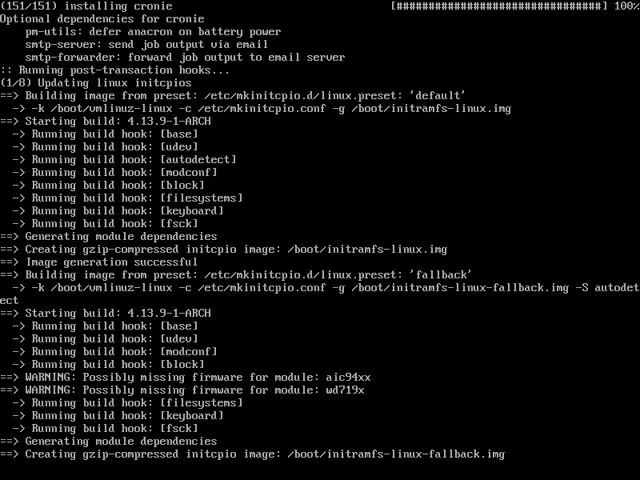 (151/151) installing cronie [################################] 100%
Optional dependencies for cronie
    pm-utils: defer anacron on battery power
    smtp-server: send job output via email
    smtp-forwarder: forward job output to email server
:: Running post-transaction hooks...
(1/8) Updating linux initcpios
==> Building image from preset: /etc/mkinitcpio.d/linux.preset: 'default'
  -> -k /boot/vmlinuz-linux -c /etc/mkinitcpio.conf -g /boot/initramfs-linux.img
==> Starting build: 4.13.9-1-ARCH
  -> Running build hook: [base]
  -> Running build hook: [udev]
  -> Running build hook: [autodetect]
  -> Running build hook: [modconf]
  -> Running build hook: [block]
  -> Running build hook: [filesystems]
  -> Running build hook: [keyboard]
  -> Running build hook: [fsck]
==> Generating module dependencies
==> Creating gzip-compressed initcpio image: /boot/initramfs-linux.img
==> Image generation successful
==> Building image from preset: /etc/mkinitcpio.d/linux.preset: 'fallback'
  -> -k /boot/vmlinuz-linux -c /etc/mkinitcpio.conf -g /boot/initramfs-linux-fallback.img -S autodet
ect
==> Starting build: 4.13.9-1-ARCH
  -> Running build hook: [base]
  -> Running build hook: [udev]
  -> Running build hook: [modconf]
  -> Running build hook: [block]
==> WARNING: Possibly missing firmware for module: aic94xx
==> WARNING: Possibly missing firmware for module: wd719x
  -> Running build hook: [filesystems]
  -> Running build hook: [keyboard]
  -> Running build hook: [fsck]
==> Generating module dependencies
==> Creating gzip-compressed initcpio image: /boot/initramfs-linux-fallback.img